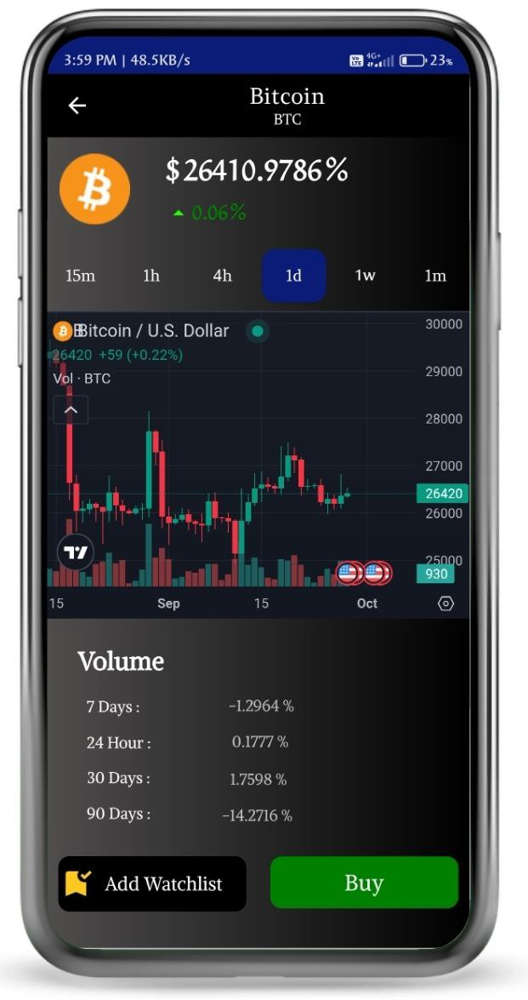 3:59 PM | 48.5KB/s Vo LTE 4G+ 23%
Bitcoin
BTC
$26410.9786%
0.06%
15m 1h 4h 1d 1w 1m
Bitcoin / U.S. Dollar
26420 +59 (+0.22%)
Vol · BTC
30000
29000
28000
27000
26420
26000
25000
930
15 Sep 15 Oct
Volume
7 Days : -1.2964 %
24 Hour : 0.1777 %
30 Days : 1.7598 %
90 Days : -14.2716 %
Add Watchlist Buy